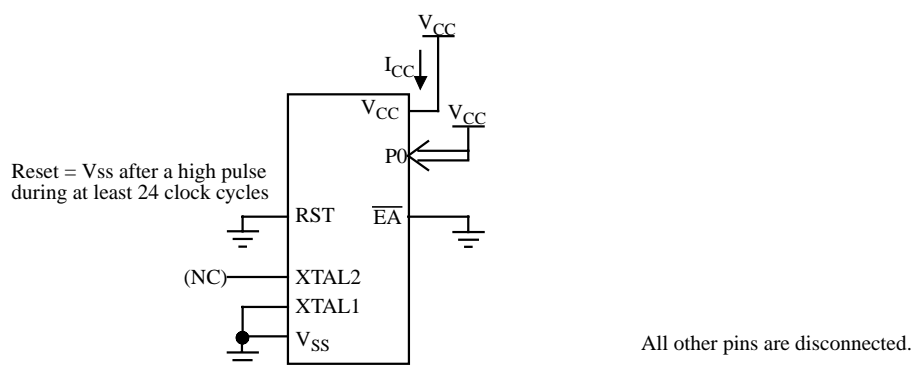 VCC
ICC
VCC
VCC
P0
Reset = Vss after a high pulse
during at least 24 clock cycles
RST
EA
(NC)
XTAL2
XTAL1
VSS
All other pins are disconnected.